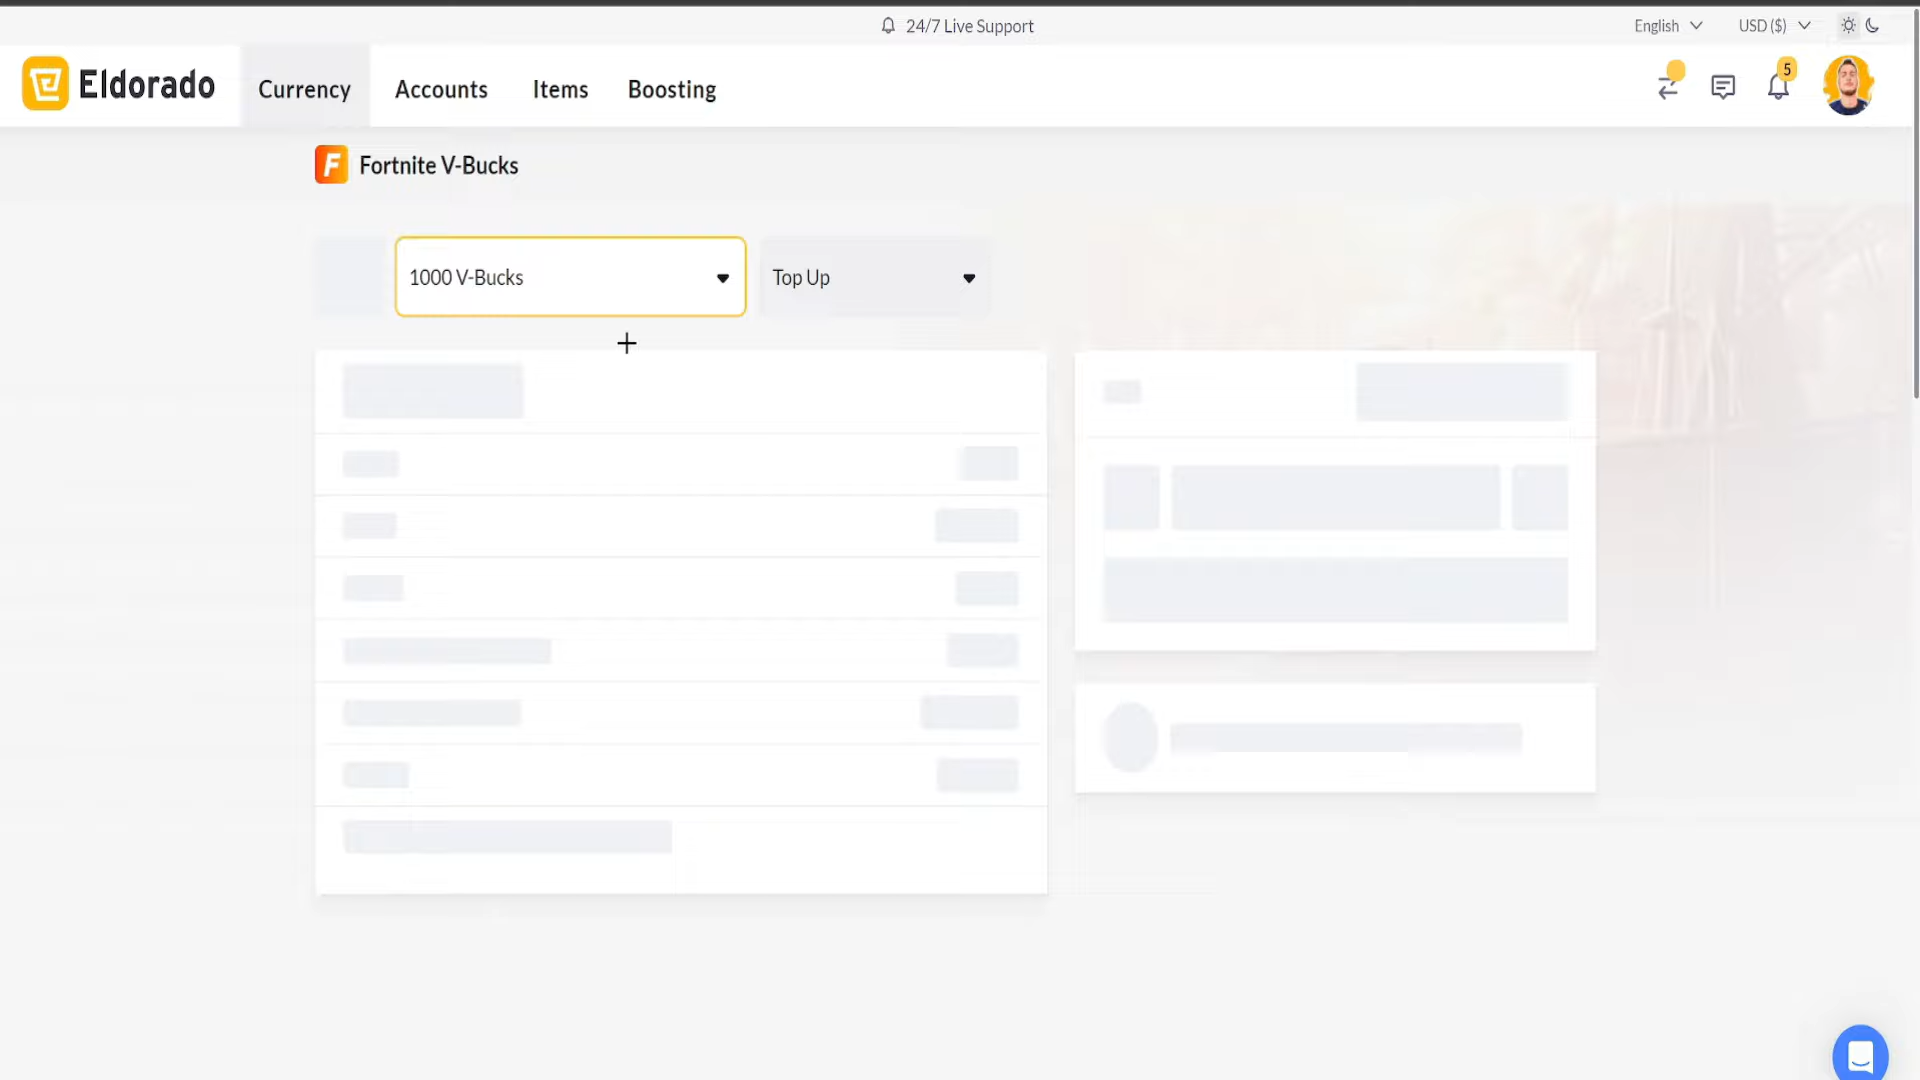 24/7 Live Support
English
USD ($)
Eldorado
Currency
Accounts
Items
Boosting
5
F Fortnite V-Bucks
1000 V-Bucks
Top Up